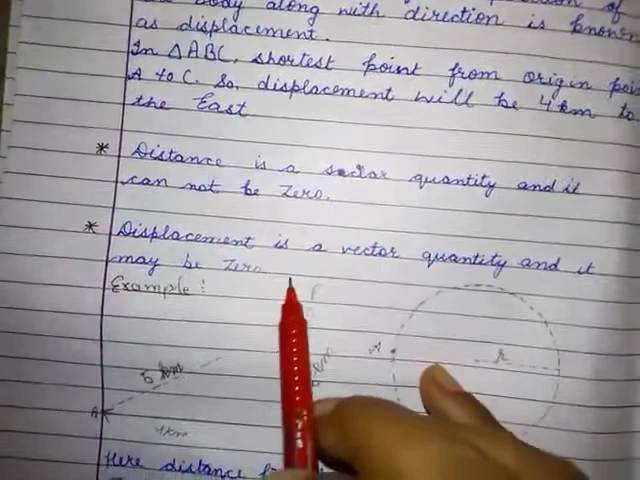 body along with direction is known
as displacement.
In ΔABC, shortest point from origin poin
A to C. So, displacement will be 4km to
the East
* Distance is a scalar quantity and it
can not be zero.
* Displacement is a vector quantity and it
may be zero
Example :
A
r
5 km
A
4km
Here distance